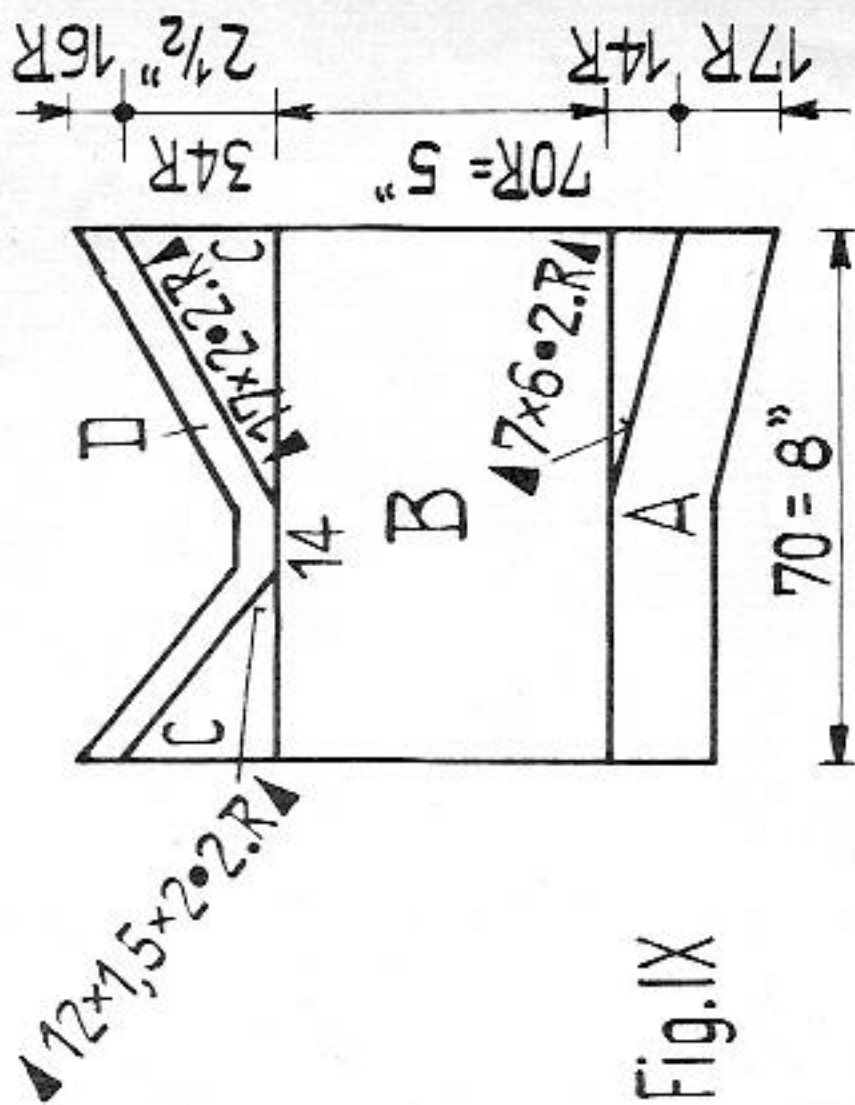 16R
2½"
34R
D
C
17×2•2.R
C
12×1,5×2•2.R
14
70R= 5"
B
7×6•2.R
14R
17R
A
70 = 8"
Fig.IX